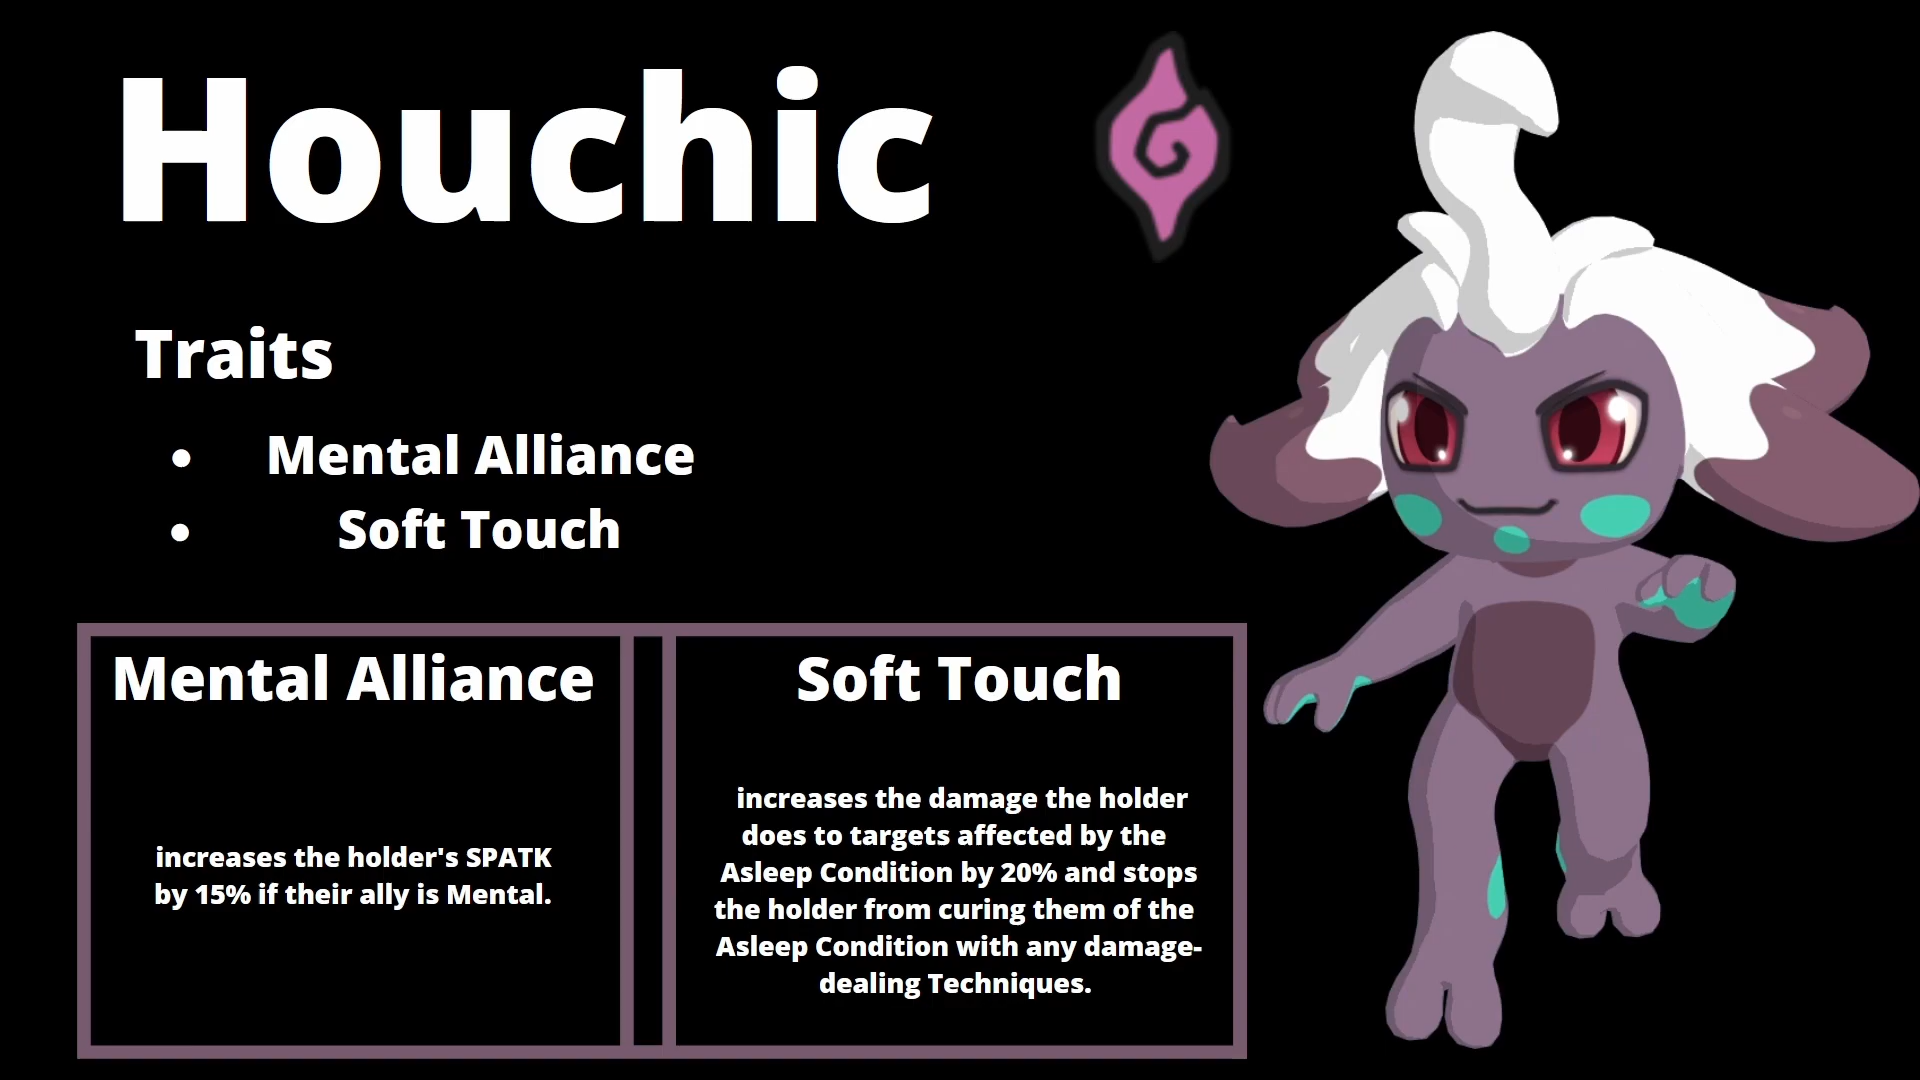 Houchic
Traits
• Mental Alliance
• Soft Touch
Mental Alliance
increases the holder's SPATK
by 15% if their ally is Mental.
Soft Touch
increases the damage the holder
does to targets affected by the
Asleep Condition by 20% and stops
the holder from curing them of the
Asleep Condition with any damage-
dealing Techniques.